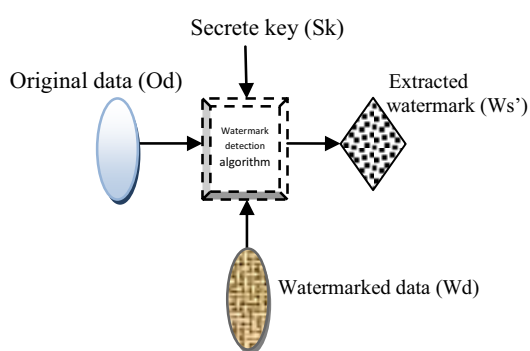 Secrete key (Sk)
Original data (Od)
Watermark
detection
algorithm
Extracted
watermark (Ws’)
Watermarked data (Wd)